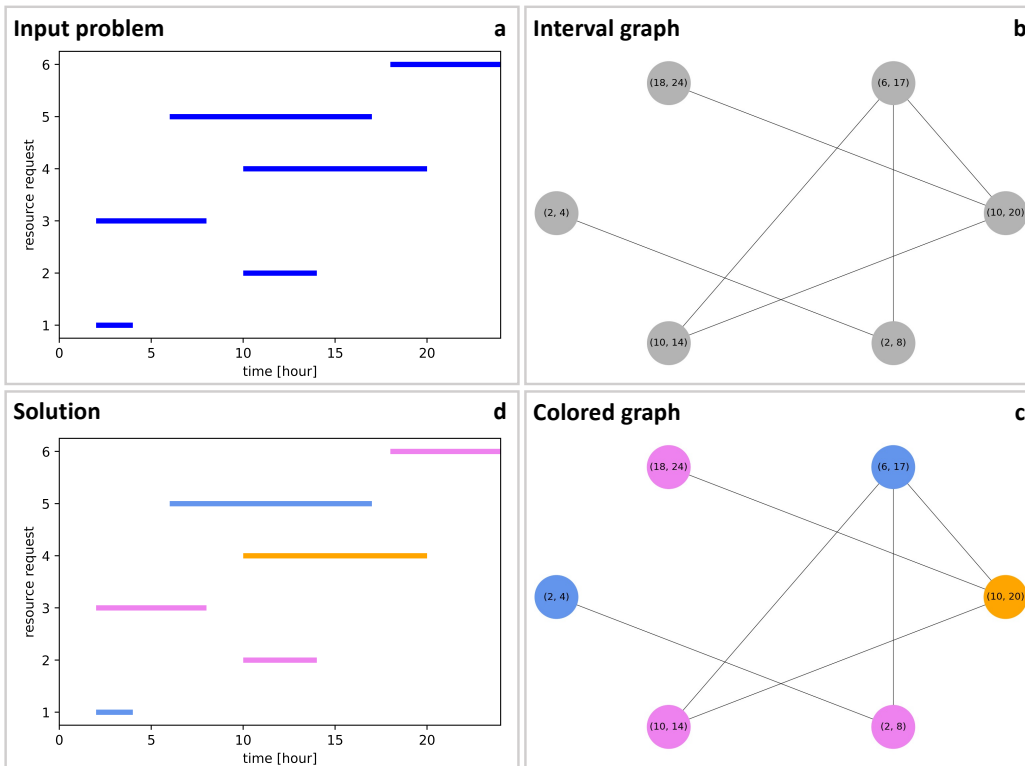 Input problem a
6
5
4
3
2
1
resource request
0 5 10 15 20
time [hour]
Interval graph b
(18, 24) (6, 17)
(2, 4) (10, 20)
(10, 14) (2, 8)
Solution d
6
5
4
3
2
1
resource request
0 5 10 15 20
time [hour]
Colored graph c
(18, 24) (6, 17)
(2, 4) (10, 20)
(10, 14) (2, 8)